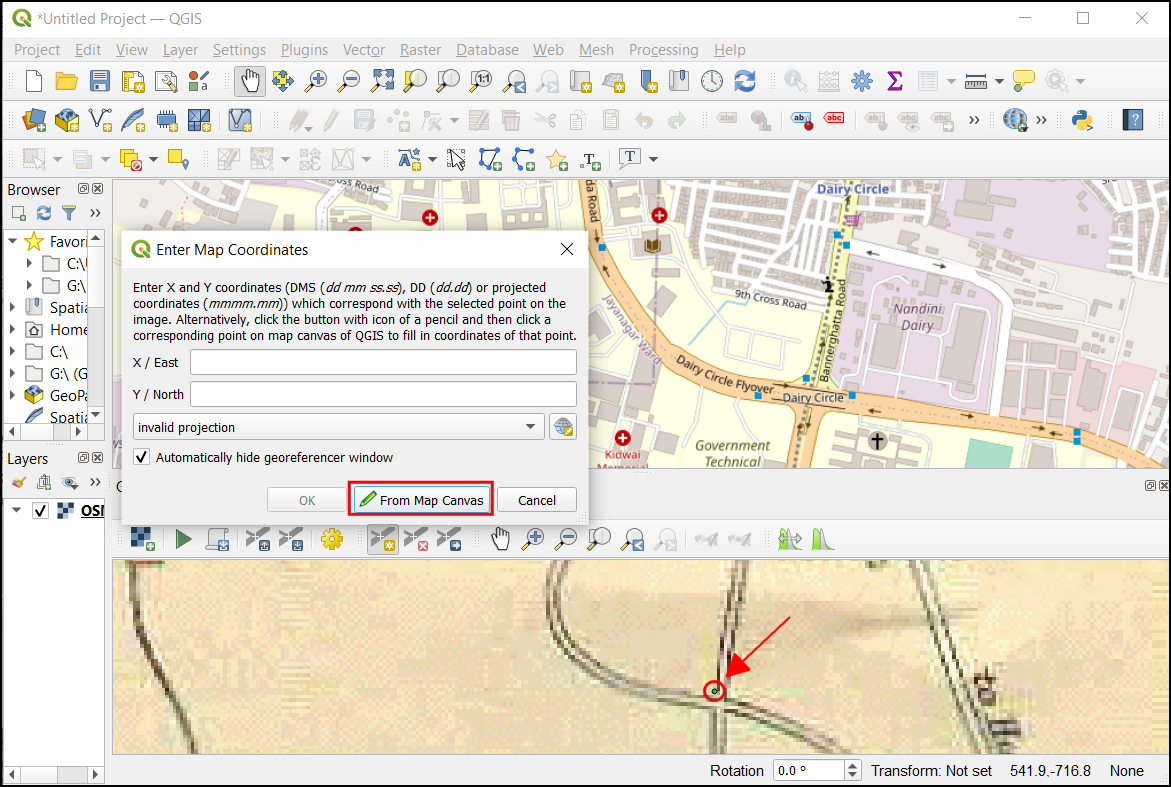 *Untitled Project — QGIS
Project Edit View Layer Settings Plugins Vector Raster Database Web Mesh Processing Help
Browser
Favori
C:\
G:\
Spatia
Home
C:\
G:\ (G
GeoPa
Spatia
Layers
OSM
Cross Road
da Road
Dairy Circle
9th Cross Road
Jayanagar Ward
Bannerghatta Road
Nandini
Dairy
Dairy Circle Flyover
Dairy Circle
Kidwai
Memorial
Government
Technical
Enter Map Coordinates
Enter X and Y coordinates (DMS (dd mm ss.ss), DD (dd.dd) or projected
coordinates (mmmm.mm)) which correspond with the selected point on the
image. Alternatively, click the button with icon of a pencil and then click a
corresponding point on map canvas of QGIS to fill in coordinates of that point.
X / East
Y / North
invalid projection
Automatically hide georeferencer window
OK From Map Canvas Cancel
Rotation 0.0 ° Transform: Not set 541.9,-716.8 None